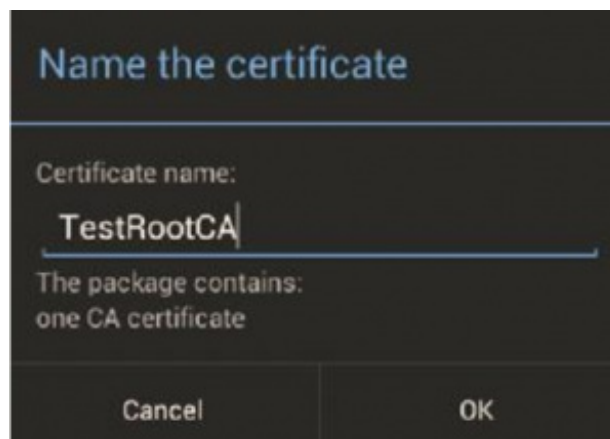 Name the certificate
Certificate name:
TestRootCA
The package contains:
one CA certificate
Cancel
OK